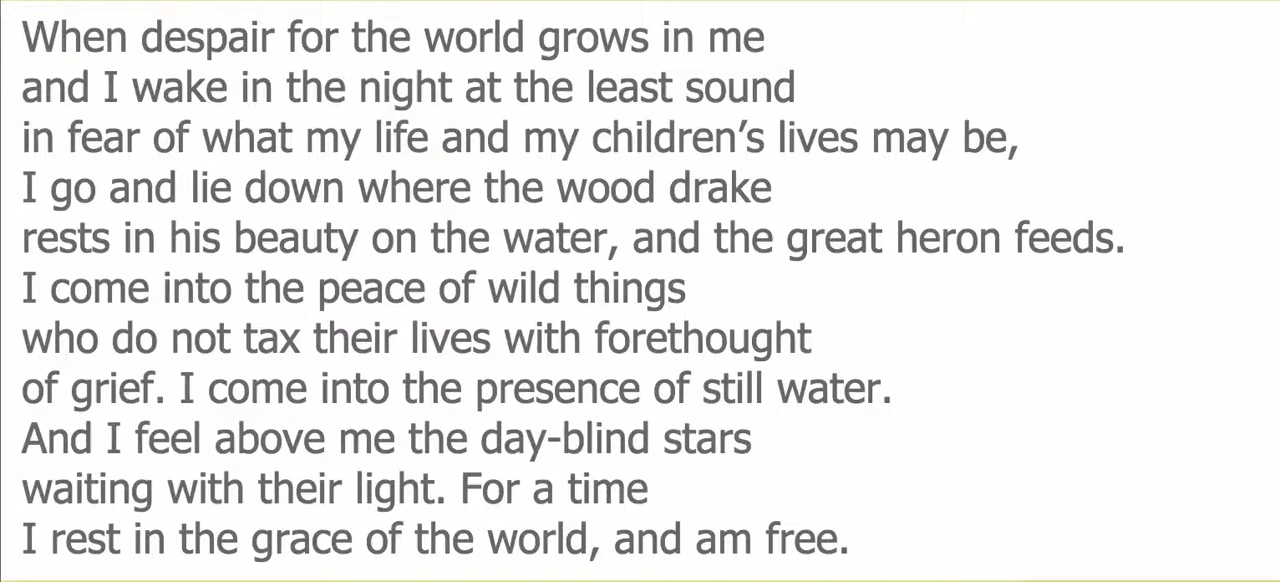 When despair for the world grows in me
and I wake in the night at the least sound
in fear of what my life and my children’s lives may be,
I go and lie down where the wood drake
rests in his beauty on the water, and the great heron feeds.
I come into the peace of wild things
who do not tax their lives with forethought
of grief. I come into the presence of still water.
And I feel above me the day-blind stars
waiting with their light. For a time
I rest in the grace of the world, and am free.